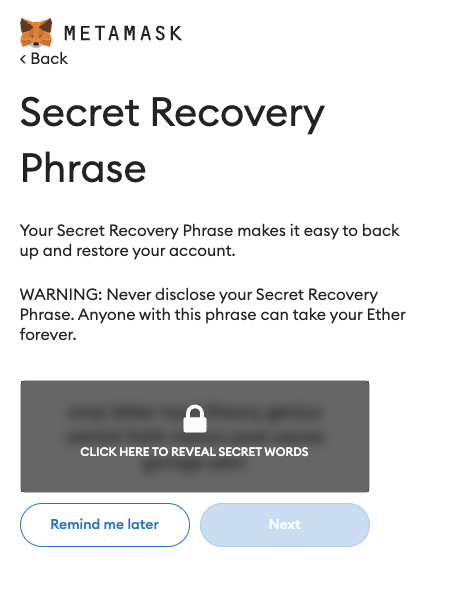 METAMASK
< Back
Secret Recovery
Phrase
Your Secret Recovery Phrase makes it easy to back
up and restore your account.
WARNING: Never disclose your Secret Recovery
Phrase. Anyone with this phrase can take your Ether
forever.
CLICK HERE TO REVEAL SECRET WORDS
Remind me later
Next